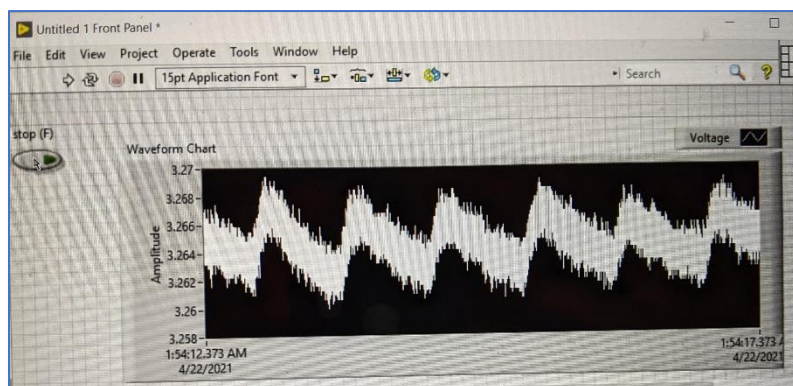 Untitled 1 Front Panel *
File Edit View Project Operate Tools Window Help
15pt Application Font
Search
stop (F)
Waveform Chart
Voltage
Amplitude
3.27
3.268
3.266
3.264
3.262
3.26
3.258
1:54:12.373 AM
4/22/2021
1:54:17.373 A
4/22/2021